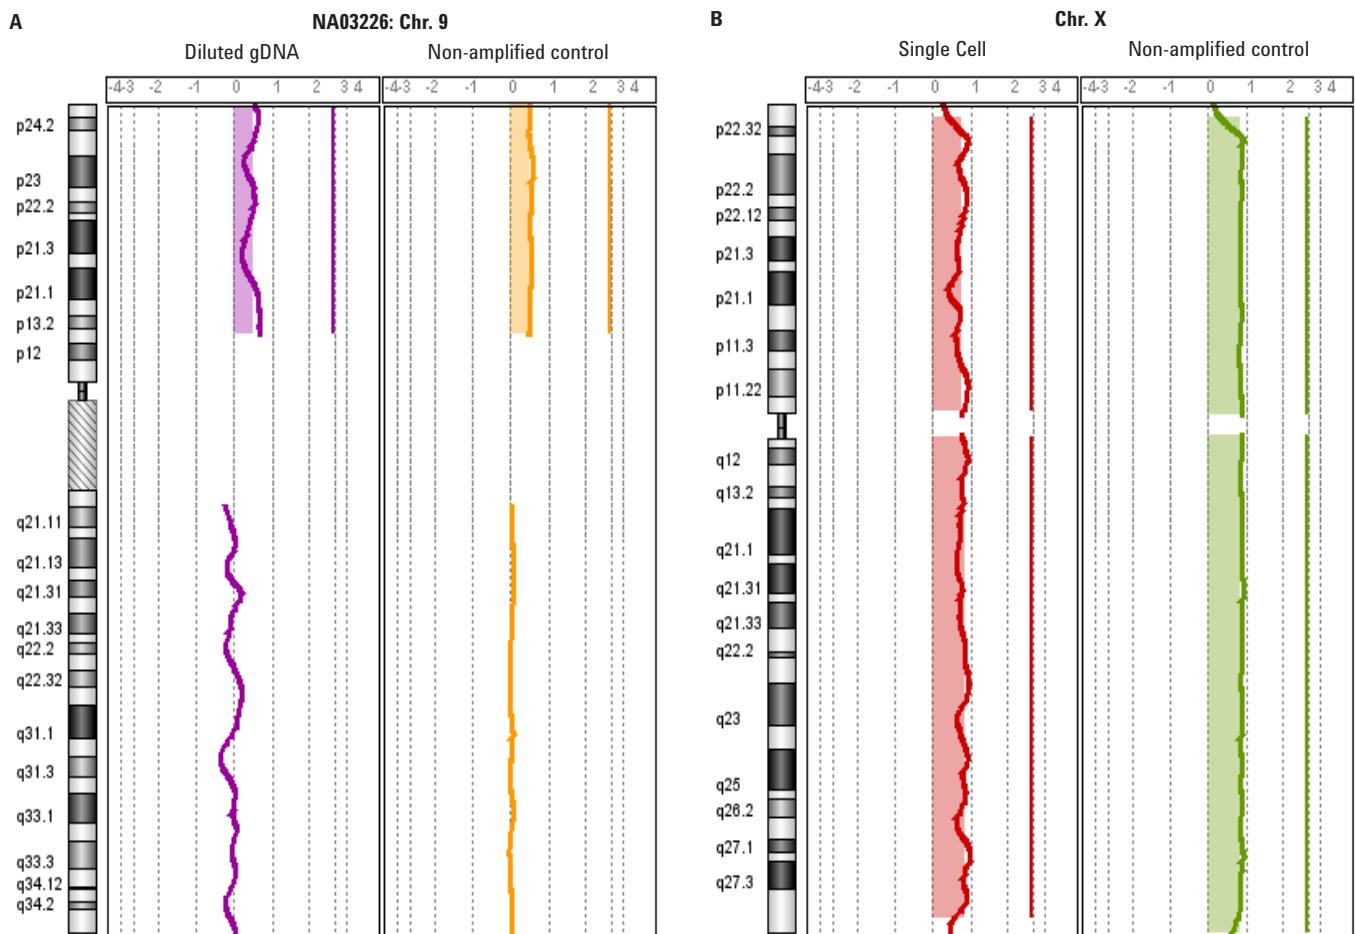 A
NA03226: Chr. 9
Diluted gDNA
Non-amplified control
-4-3 -2 -1 0 1 2 3 4
-4-3 -2 -1 0 1 2 3 4
p24.2
p23
p22.2
p21.3
p21.1
p13.2
p12
q21.11
q21.13
q21.31
q21.33
q22.2
q22.32
q31.1
q31.3
q33.1
q33.3
q34.12
q34.2
B
Chr. X
Single Cell
Non-amplified control
-4-3 -2 -1 0 1 2 3 4
-4-3 -2 -1 0 1 2 3 4
p22.32
p22.2
p22.12
p21.3
p21.1
p11.3
p11.22
q12
q13.2
q21.1
q21.31
q21.33
q22.2
q23
q25
q26.2
q27.1
q27.3